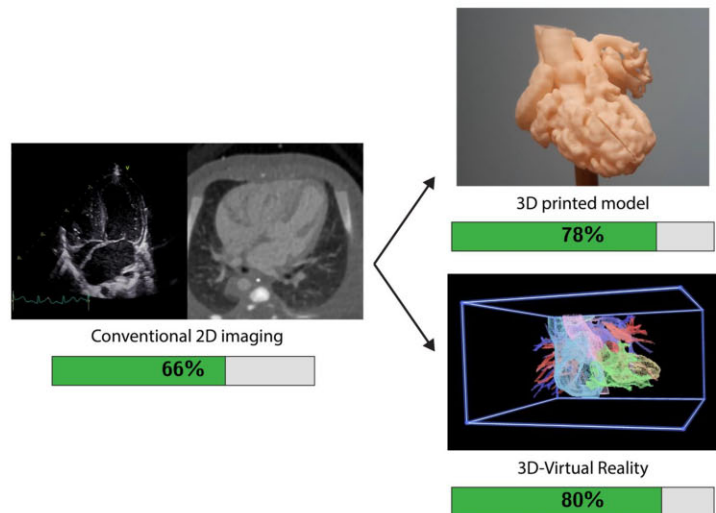 Conventional 2D imaging
66%
3D printed model
78%
3D-Virtual Reality
80%